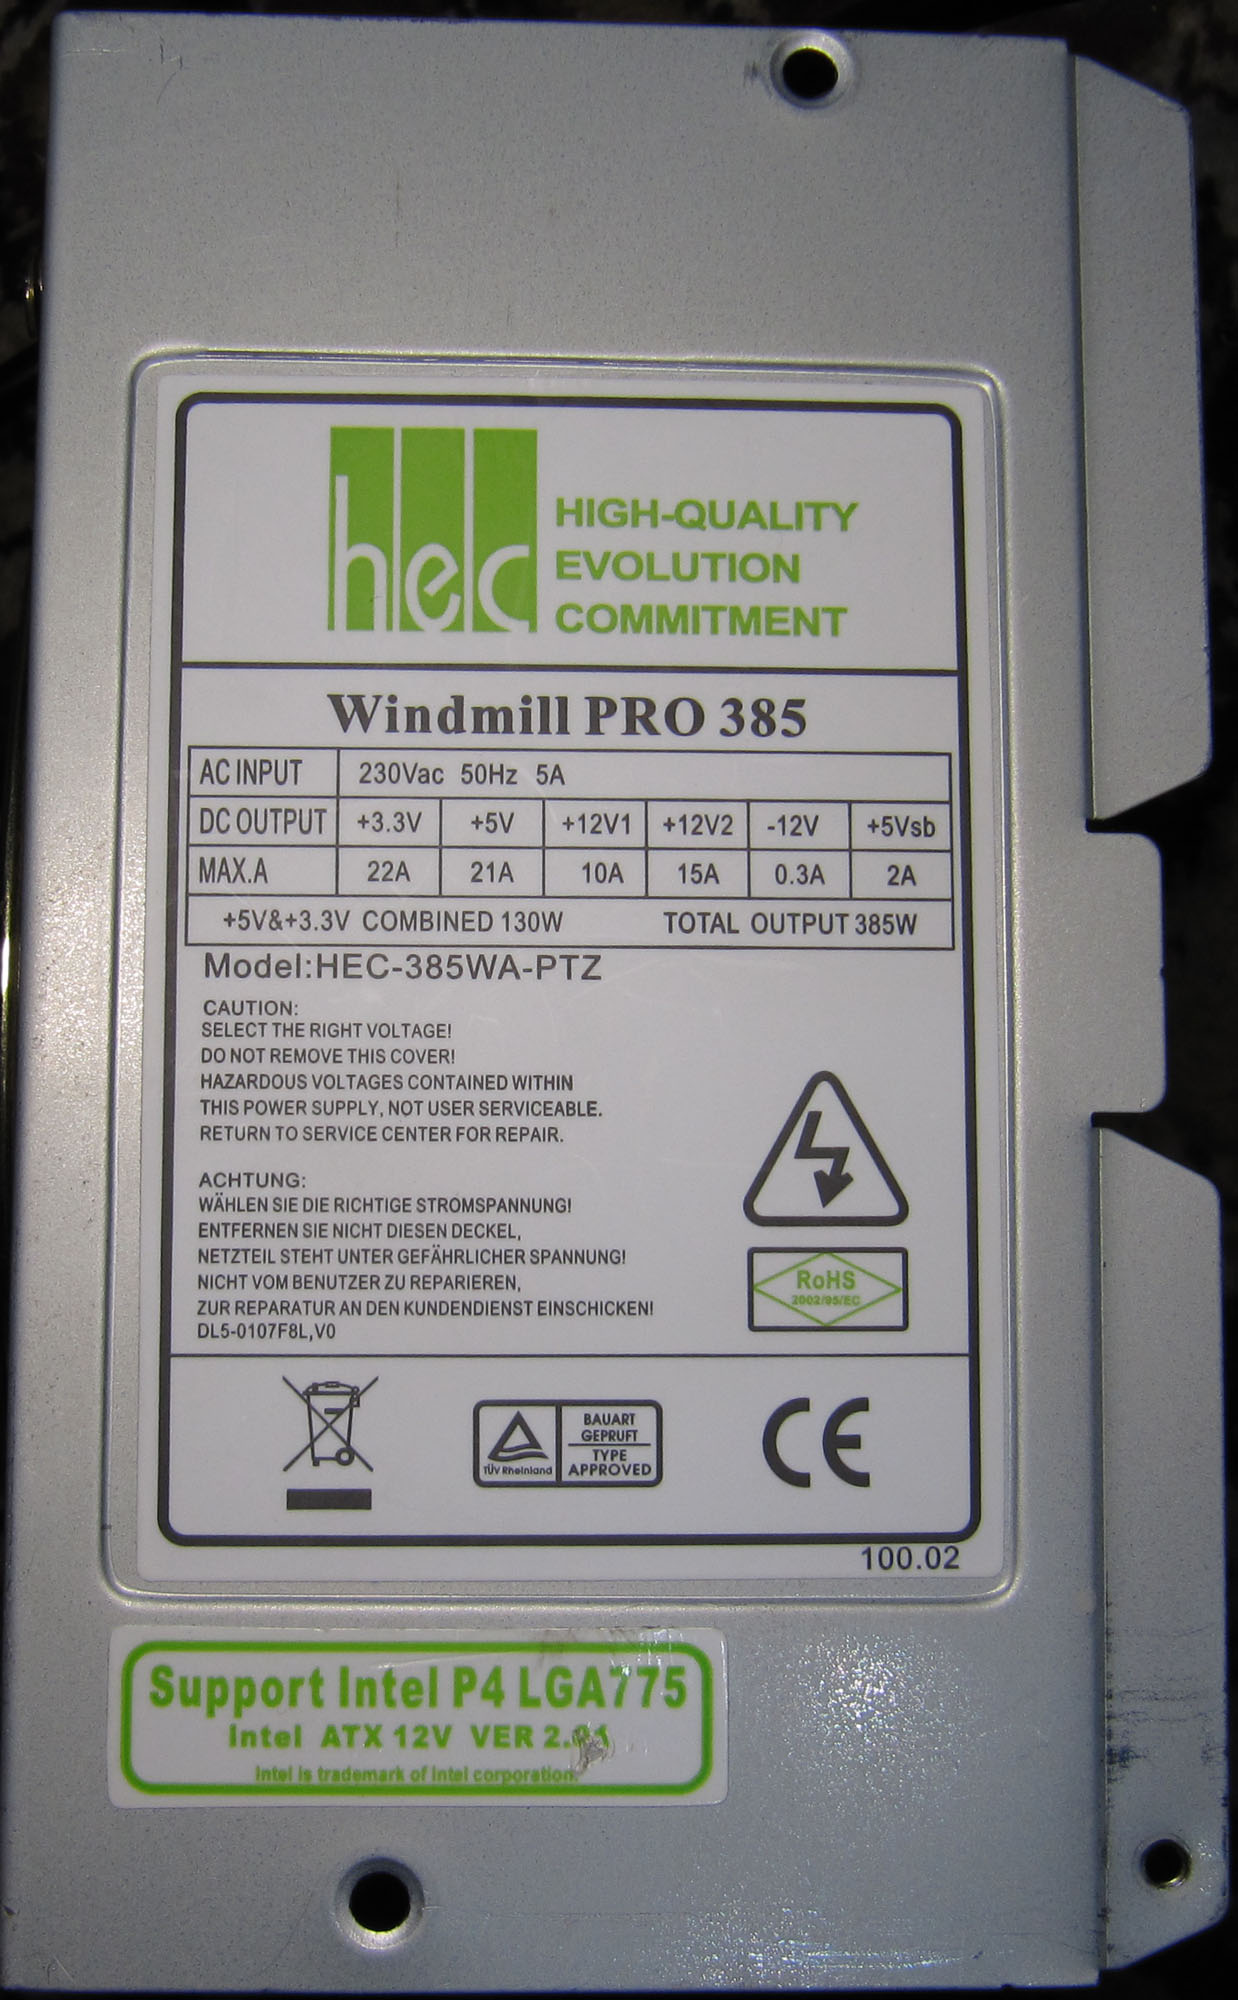 hec
HIGH-QUALITY
EVOLUTION
COMMITMENT
Windmill PRO 385
AC INPUT 230Vac 50Hz 5A
DC OUTPUT +3.3V +5V +12V1 +12V2 -12V +5Vsb
MAX.A 22A 21A 10A 15A 0.3A 2A
+5V&+3.3V COMBINED 130W TOTAL OUTPUT 385W
Model:HEC-385WA-PTZ
CAUTION:
SELECT THE RIGHT VOLTAGE!
DO NOT REMOVE THIS COVER!
HAZARDOUS VOLTAGES CONTAINED WITHIN
THIS POWER SUPPLY, NOT USER SERVICEABLE.
RETURN TO SERVICE CENTER FOR REPAIR.
ACHTUNG:
WÄHLEN SIE DIE RICHTIGE STROMSPANNUNG!
ENTFERNEN SIE NICHT DIESEN DECKEL,
NETZTEIL STEHT UNTER GEFÄHRLICHER SPANNUNG!
NICHT VOM BENUTZER ZU REPARIEREN,
ZUR REPARATUR AN DEN KUNDENDIENST EINSCHICKEN!
DL5-0107F8L,V0
RoHS
2002/95/EC
TÜV Rheinland
BAUART
GEPRUFT
TYPE
APPROVED
CE
100.02
Support Intel P4 LGA775
intel ATX 12V VER
Intel is trademark of Intel corporation.